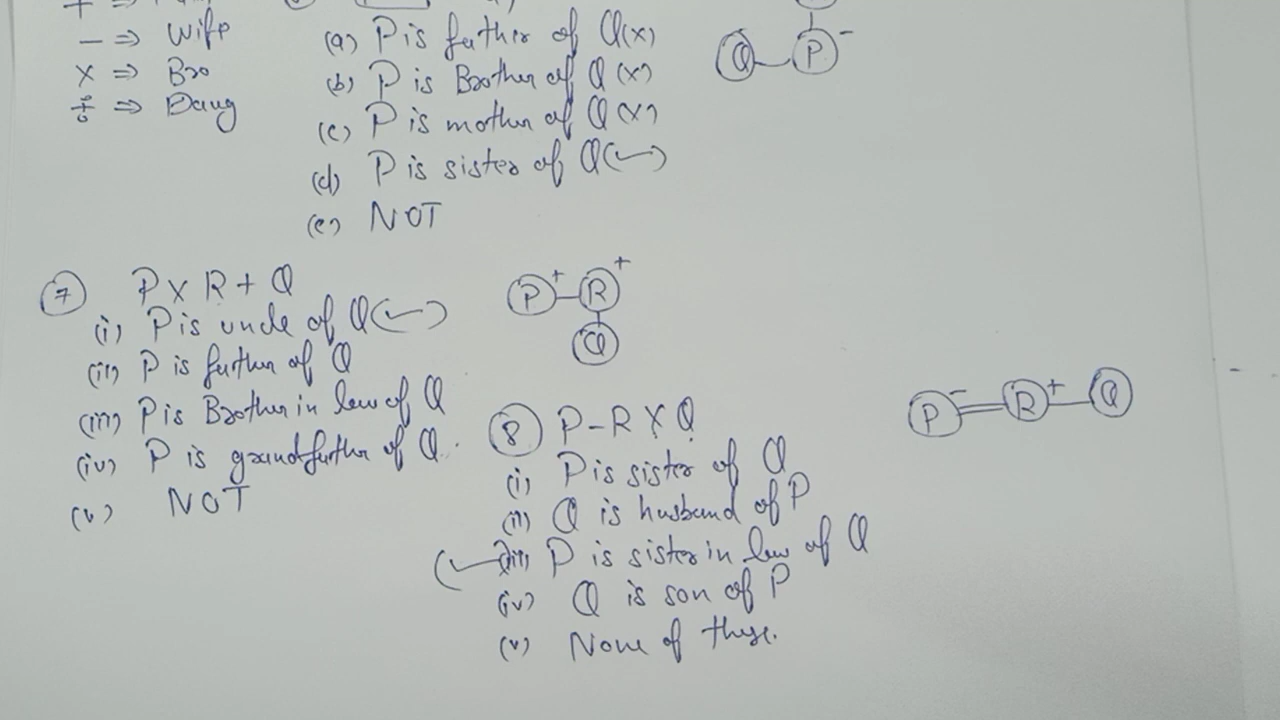 − ⇒ Wife
× ⇒ Bro
÷ ⇒ Daug
(a) P is father of Q(x)
(b) P is Brother of Q (x)
(c) P is mother of Q (x)
(d) P is sister of Q(✓)
(e) NOT
Q P −
7 P x R + Q
(i) P is uncle of Q(✓)
(ii) P is father of Q
(iii) P is Brother in law of Q
(iv) P is grandfather of Q.
(v) NOT
P + R +
Q
8 P − R X Q
(i) P is sister of Q
(ii) Q is husband of P
(✓) (iii) P is sister in law of Q
(iv) Q is son of P
(v) None of these.
P − R + Q